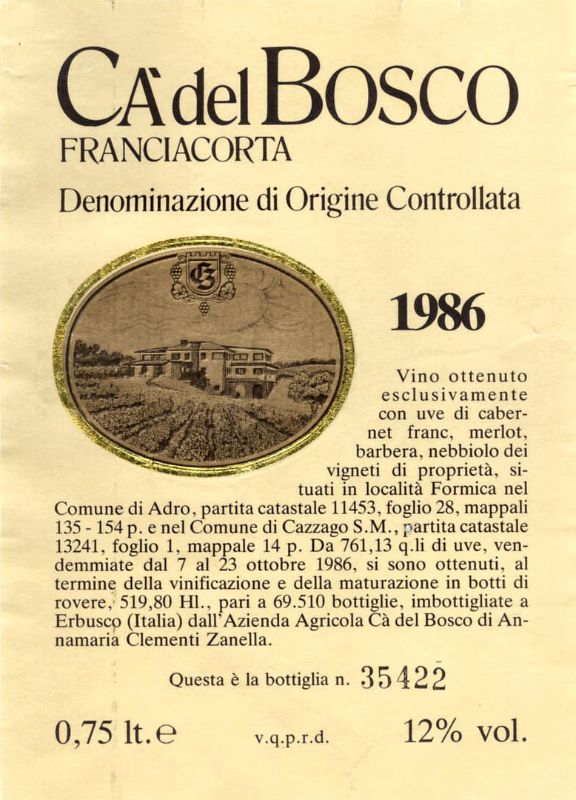 CA' del BOSCO
FRANCIACORTA
Denominazione di Origine Controllata
1986
Vino ottenuto
esclusivamente
con uve di caber-
net franc, merlot,
barbera, nebbiolo dei
vigneti di proprietà, si-
tuati in località Formica nel
Comune di Adro, partita catastale 11453, foglio 28, mappali
135 - 154 p. e nel Comune di Cazzago S.M., partita catastale
13241, foglio 1, mappale 14 p. Da 761,13 q.li di uve, ven-
demmiate dal 7 al 23 ottobre 1986, si sono ottenuti, al
termine della vinificazione e della maturazione in botti di
rovere, 519,80 Hl., pari a 69.510 bottiglie, imbottigliate a
Erbusco (Italia) dall'Azienda Agricola Cà del Bosco di An-
namaria Clementi Zanella.
Questa è la bottiglia n. 35422
0,75 lt. e
v.q.p.r.d.
12% vol.